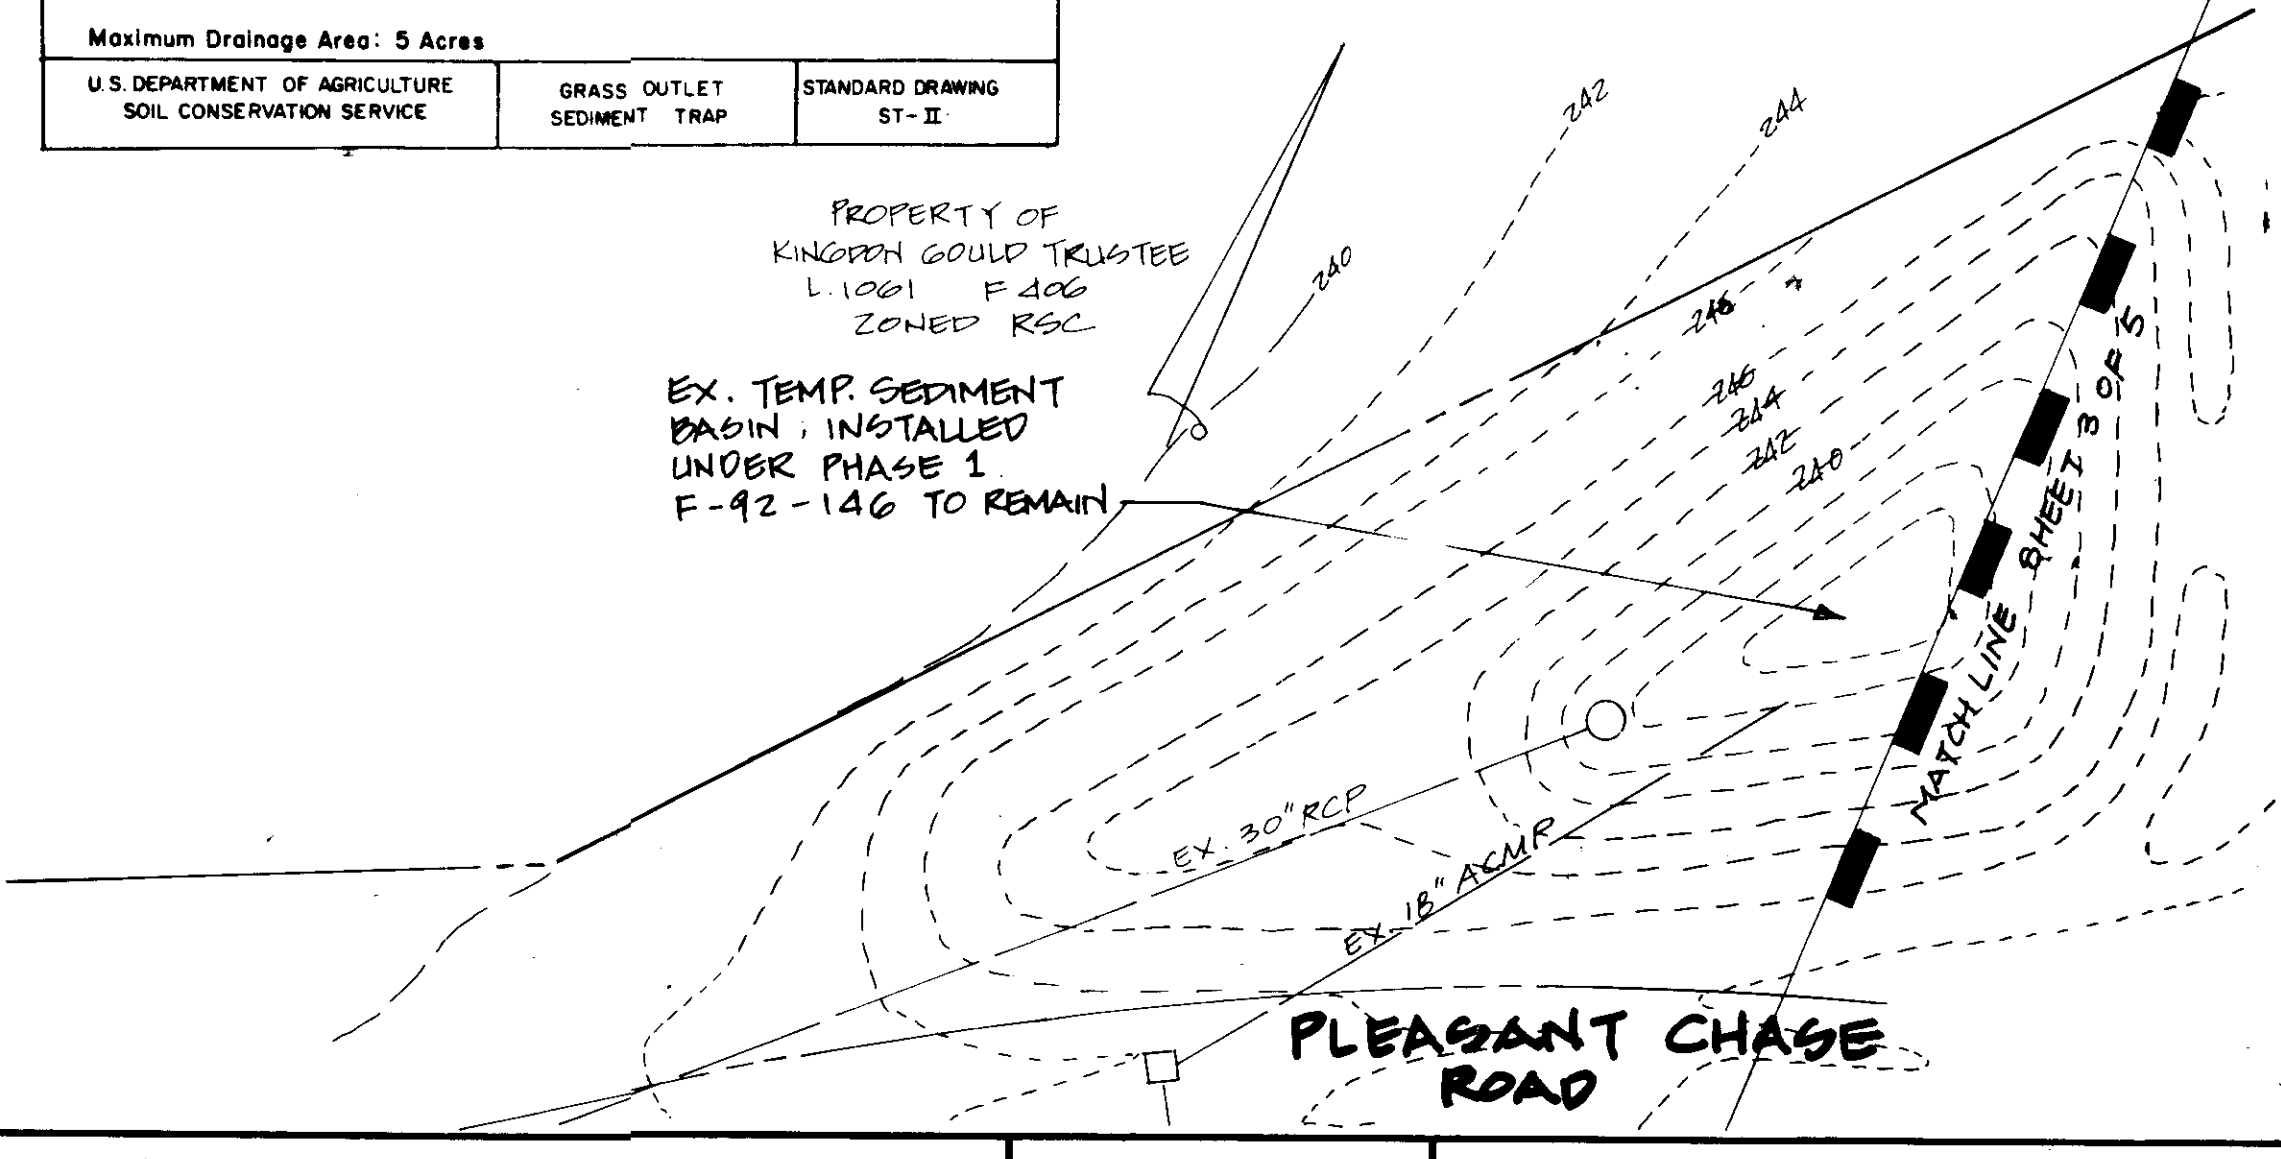 Maximum Drainage Area: 5 Acres
U.S. DEPARTMENT OF AGRICULTURE
SOIL CONSERVATION SERVICE
GRASS OUTLET
SEDIMENT TRAP
STANDARD DRAWING
ST-II
PROPERTY OF
KINGDON GOULD TRUSTEE
L.1061 F 406
ZONED RSC
EX. TEMP. SEDIMENT
BASIN; INSTALLED
UNDER PHASE 1
F-92-146 TO REMAIN
240
242
244
246
246
244
242
240
MATCH LINE SHEET 3 OF 5
EX. 30" RCP
EX. 18" ACMP
PLEASANT CHASE
ROAD